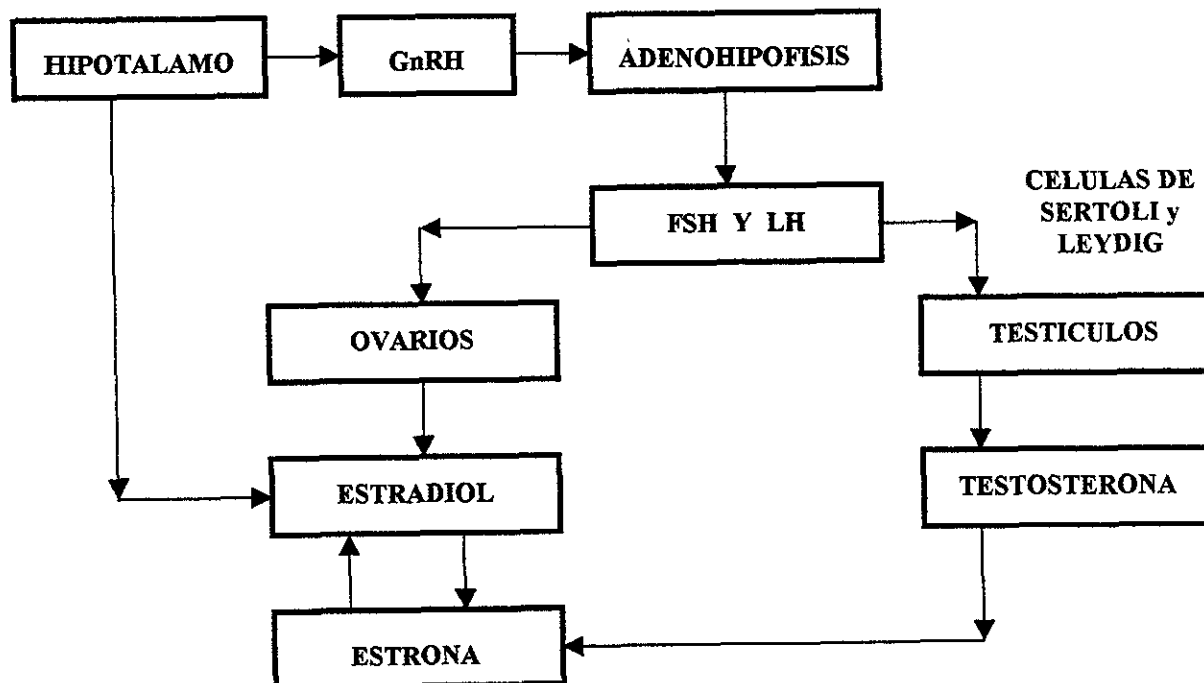 HIPOTALAMO
GnRH
ADENOHIPOFISIS
FSH Y LH
CELULAS DE
SERTOLI y
LEYDIG
OVARIOS
TESTICULOS
ESTRADIOL
TESTOSTERONA
ESTRONA